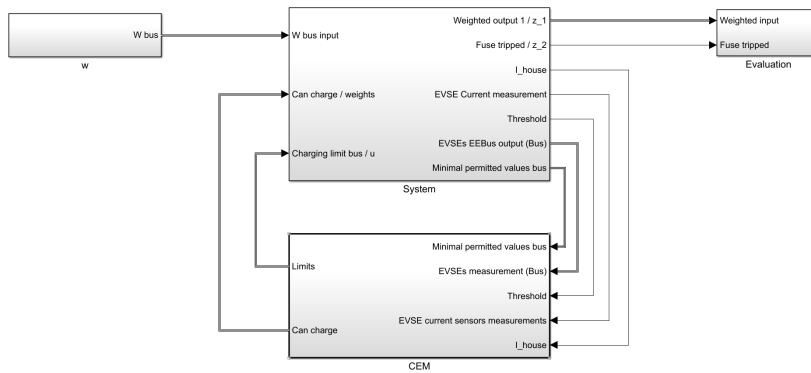 W bus
w
W bus input
Can charge / weights
Charging limit bus / u
Weighted output 1 / z_1
Fuse tripped / z_2
I_house
EVSE Current measurement
Threshold
EVSEs EEBus output (Bus)
Minimal permitted values bus
System
Weighted input
Fuse tripped
Evaluation
Limits
Can charge
Minimal permitted values bus
EVSEs measurement (Bus)
Threshold
EVSE current sensors measurements
I_house
CEM